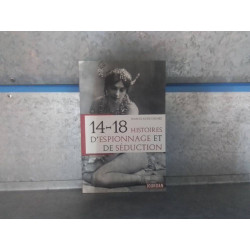 14-18 HISTOIRES
D'ESPIONNAGE ET
DE SÉDUCTION